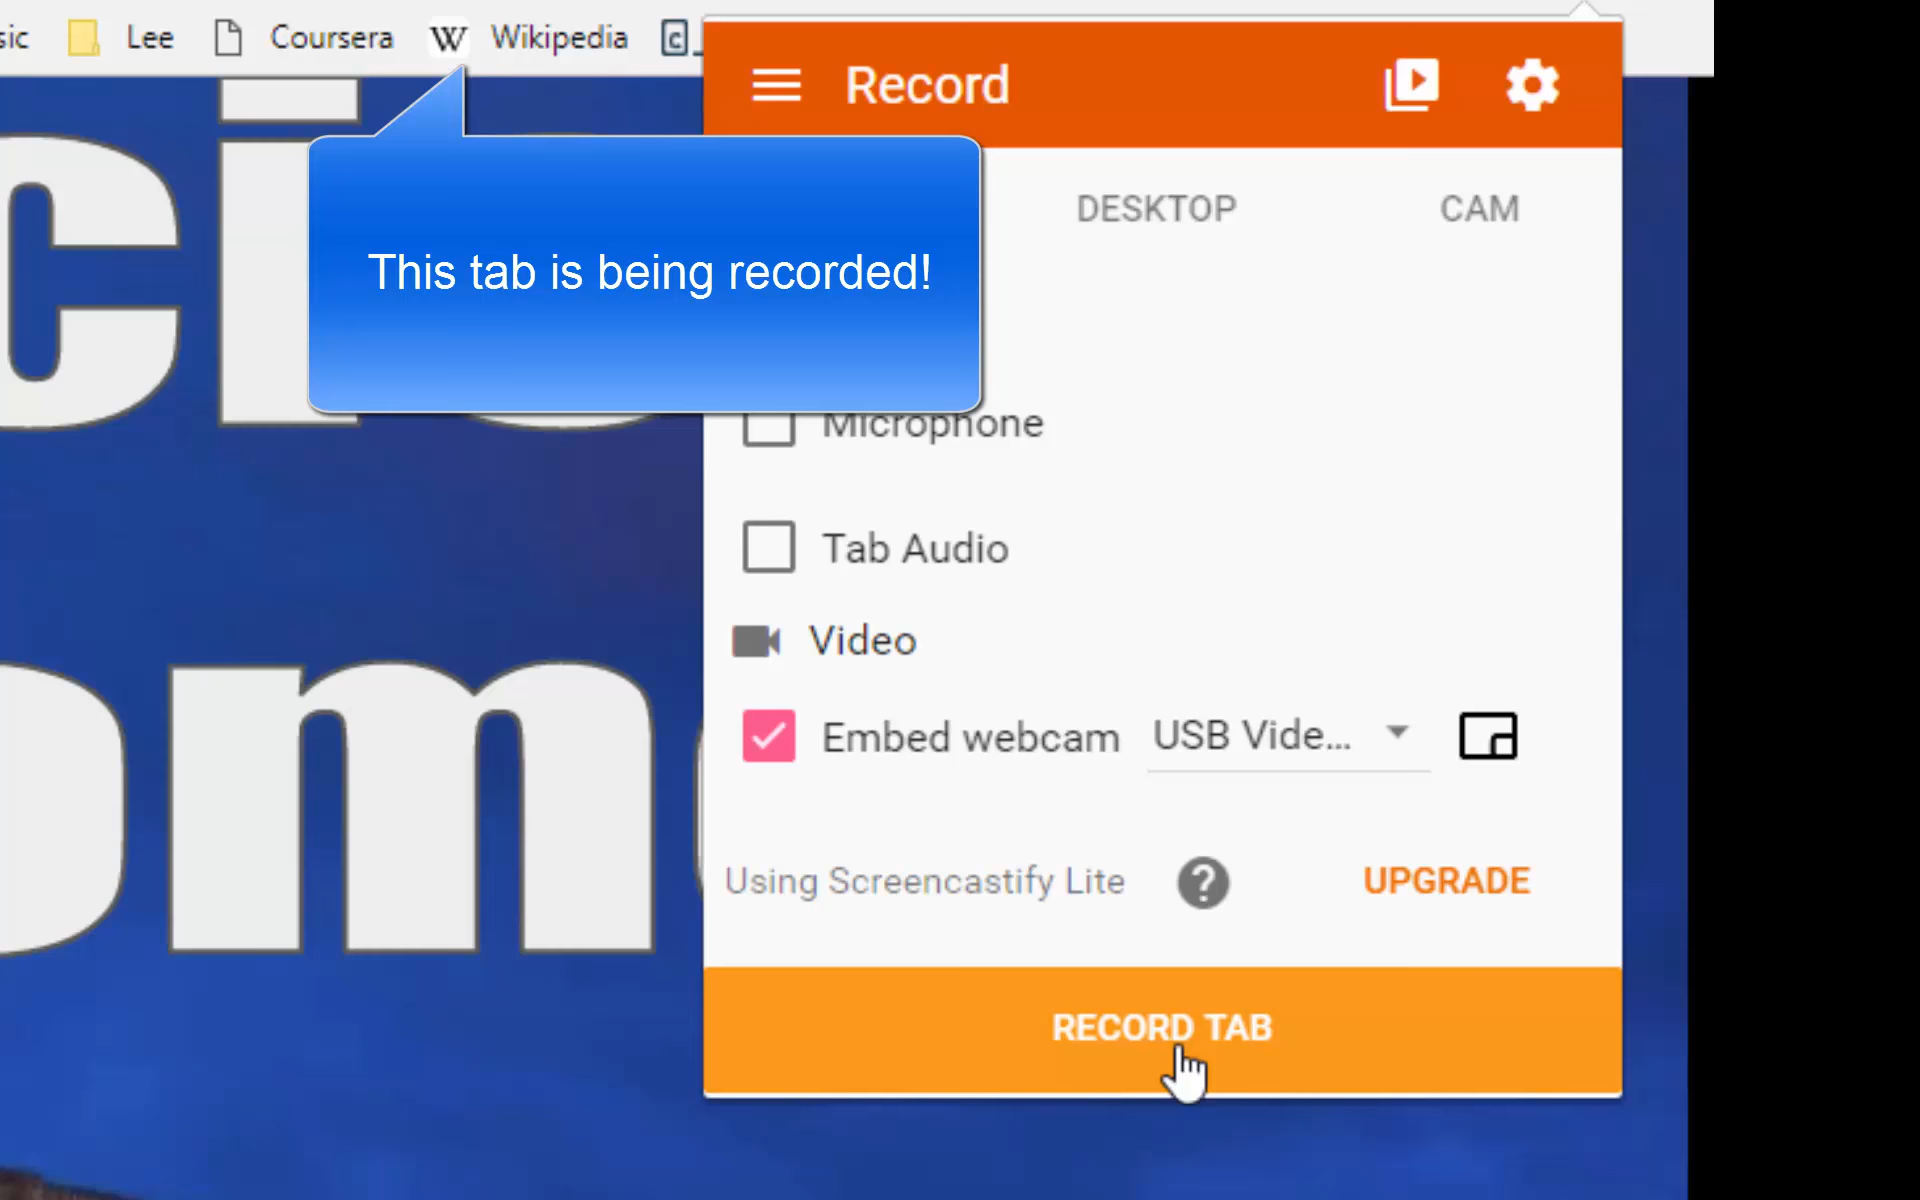 sic Lee Coursera W Wikipedia c
Record
This tab is being recorded!
DESKTOP CAM
Microphone
Tab Audio
Video
Embed webcam USB Vide...
Using Screencastify Lite ? UPGRADE
RECORD TAB